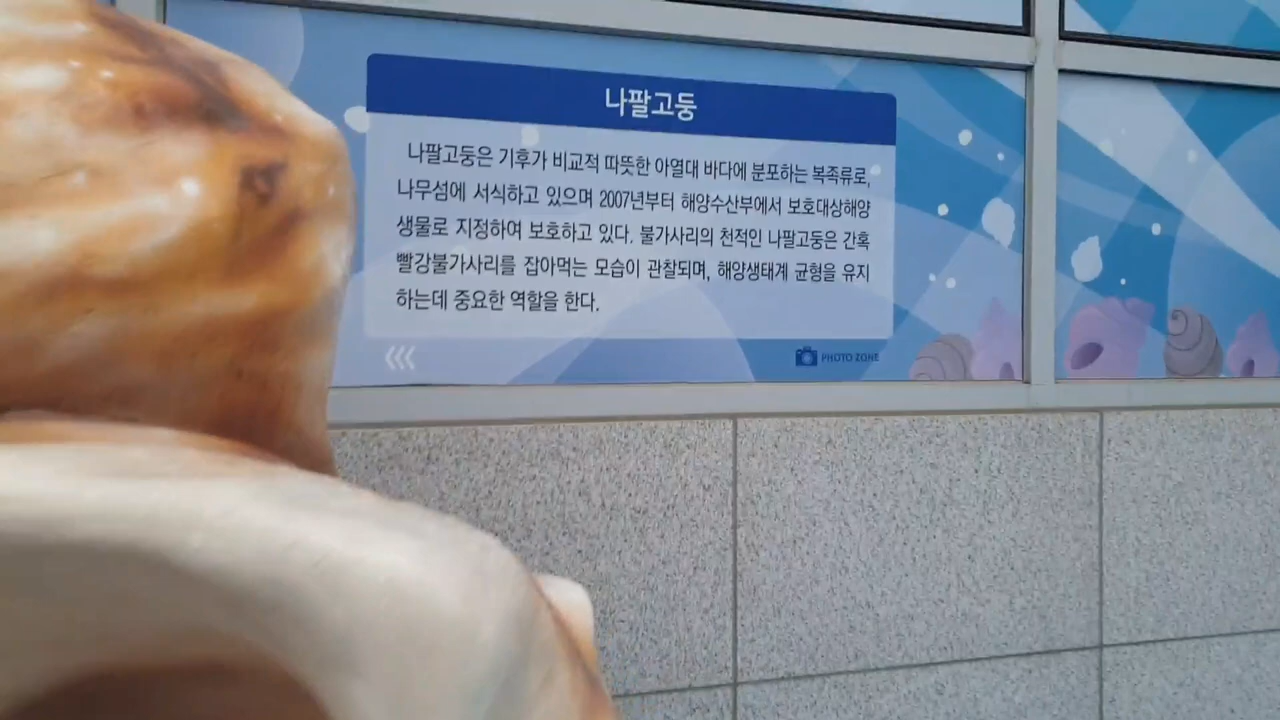 나팔고둥
나팔고둥은 기후가 비교적 따뜻한 아열대 바다에 분포하는 복족류로,
나무섬에 서식하고 있으며 2007년부터 해양수산부에서 보호대상해양
생물로 지정하여 보호하고 있다. 불가사리의 천적인 나팔고둥은 간혹
빨강불가사리를 잡아먹는 모습이 관찰되며, 해양생태계 균형을 유지
하는데 중요한 역할을 한다.
PHOTO ZONE